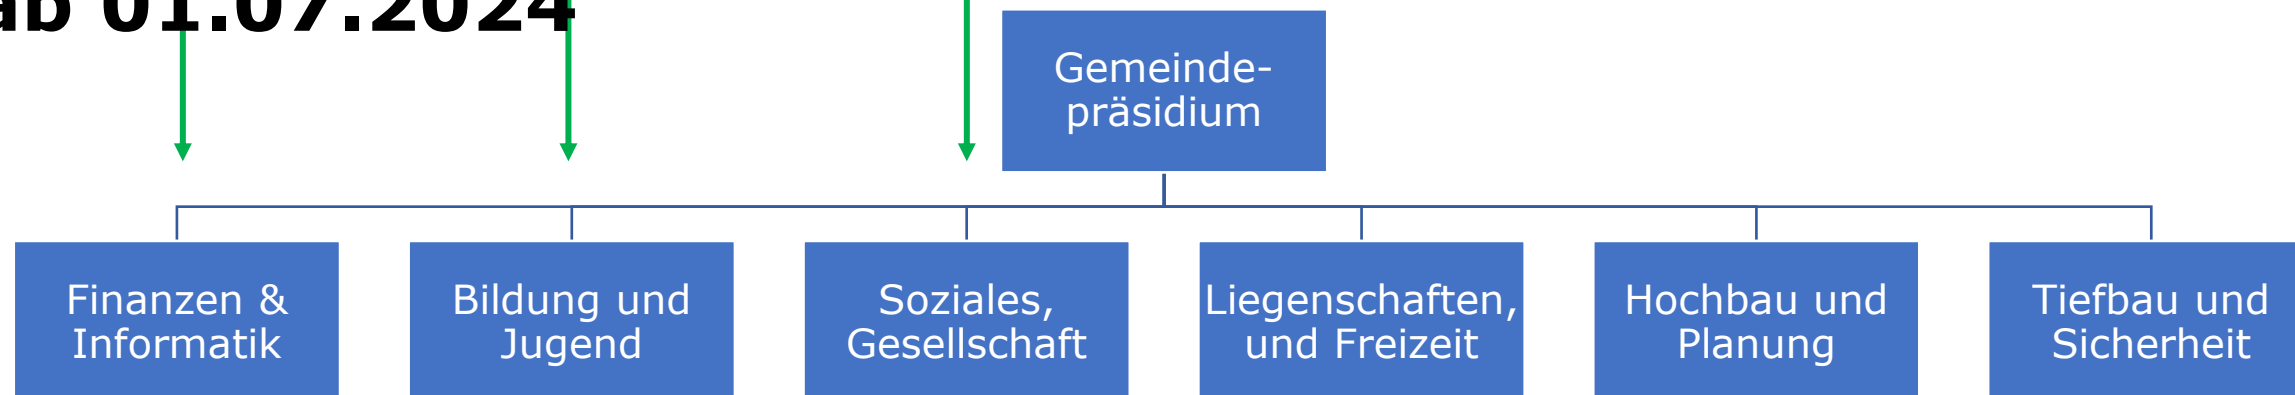 ab 01.07.2024
Gemeinde-
präsidium
Finanzen &
Informatik
Bildung und
Jugend
Soziales,
Gesellschaft
Liegenschaften,
und Freizeit
Hochbau und
Planung
Tiefbau und
Sicherheit